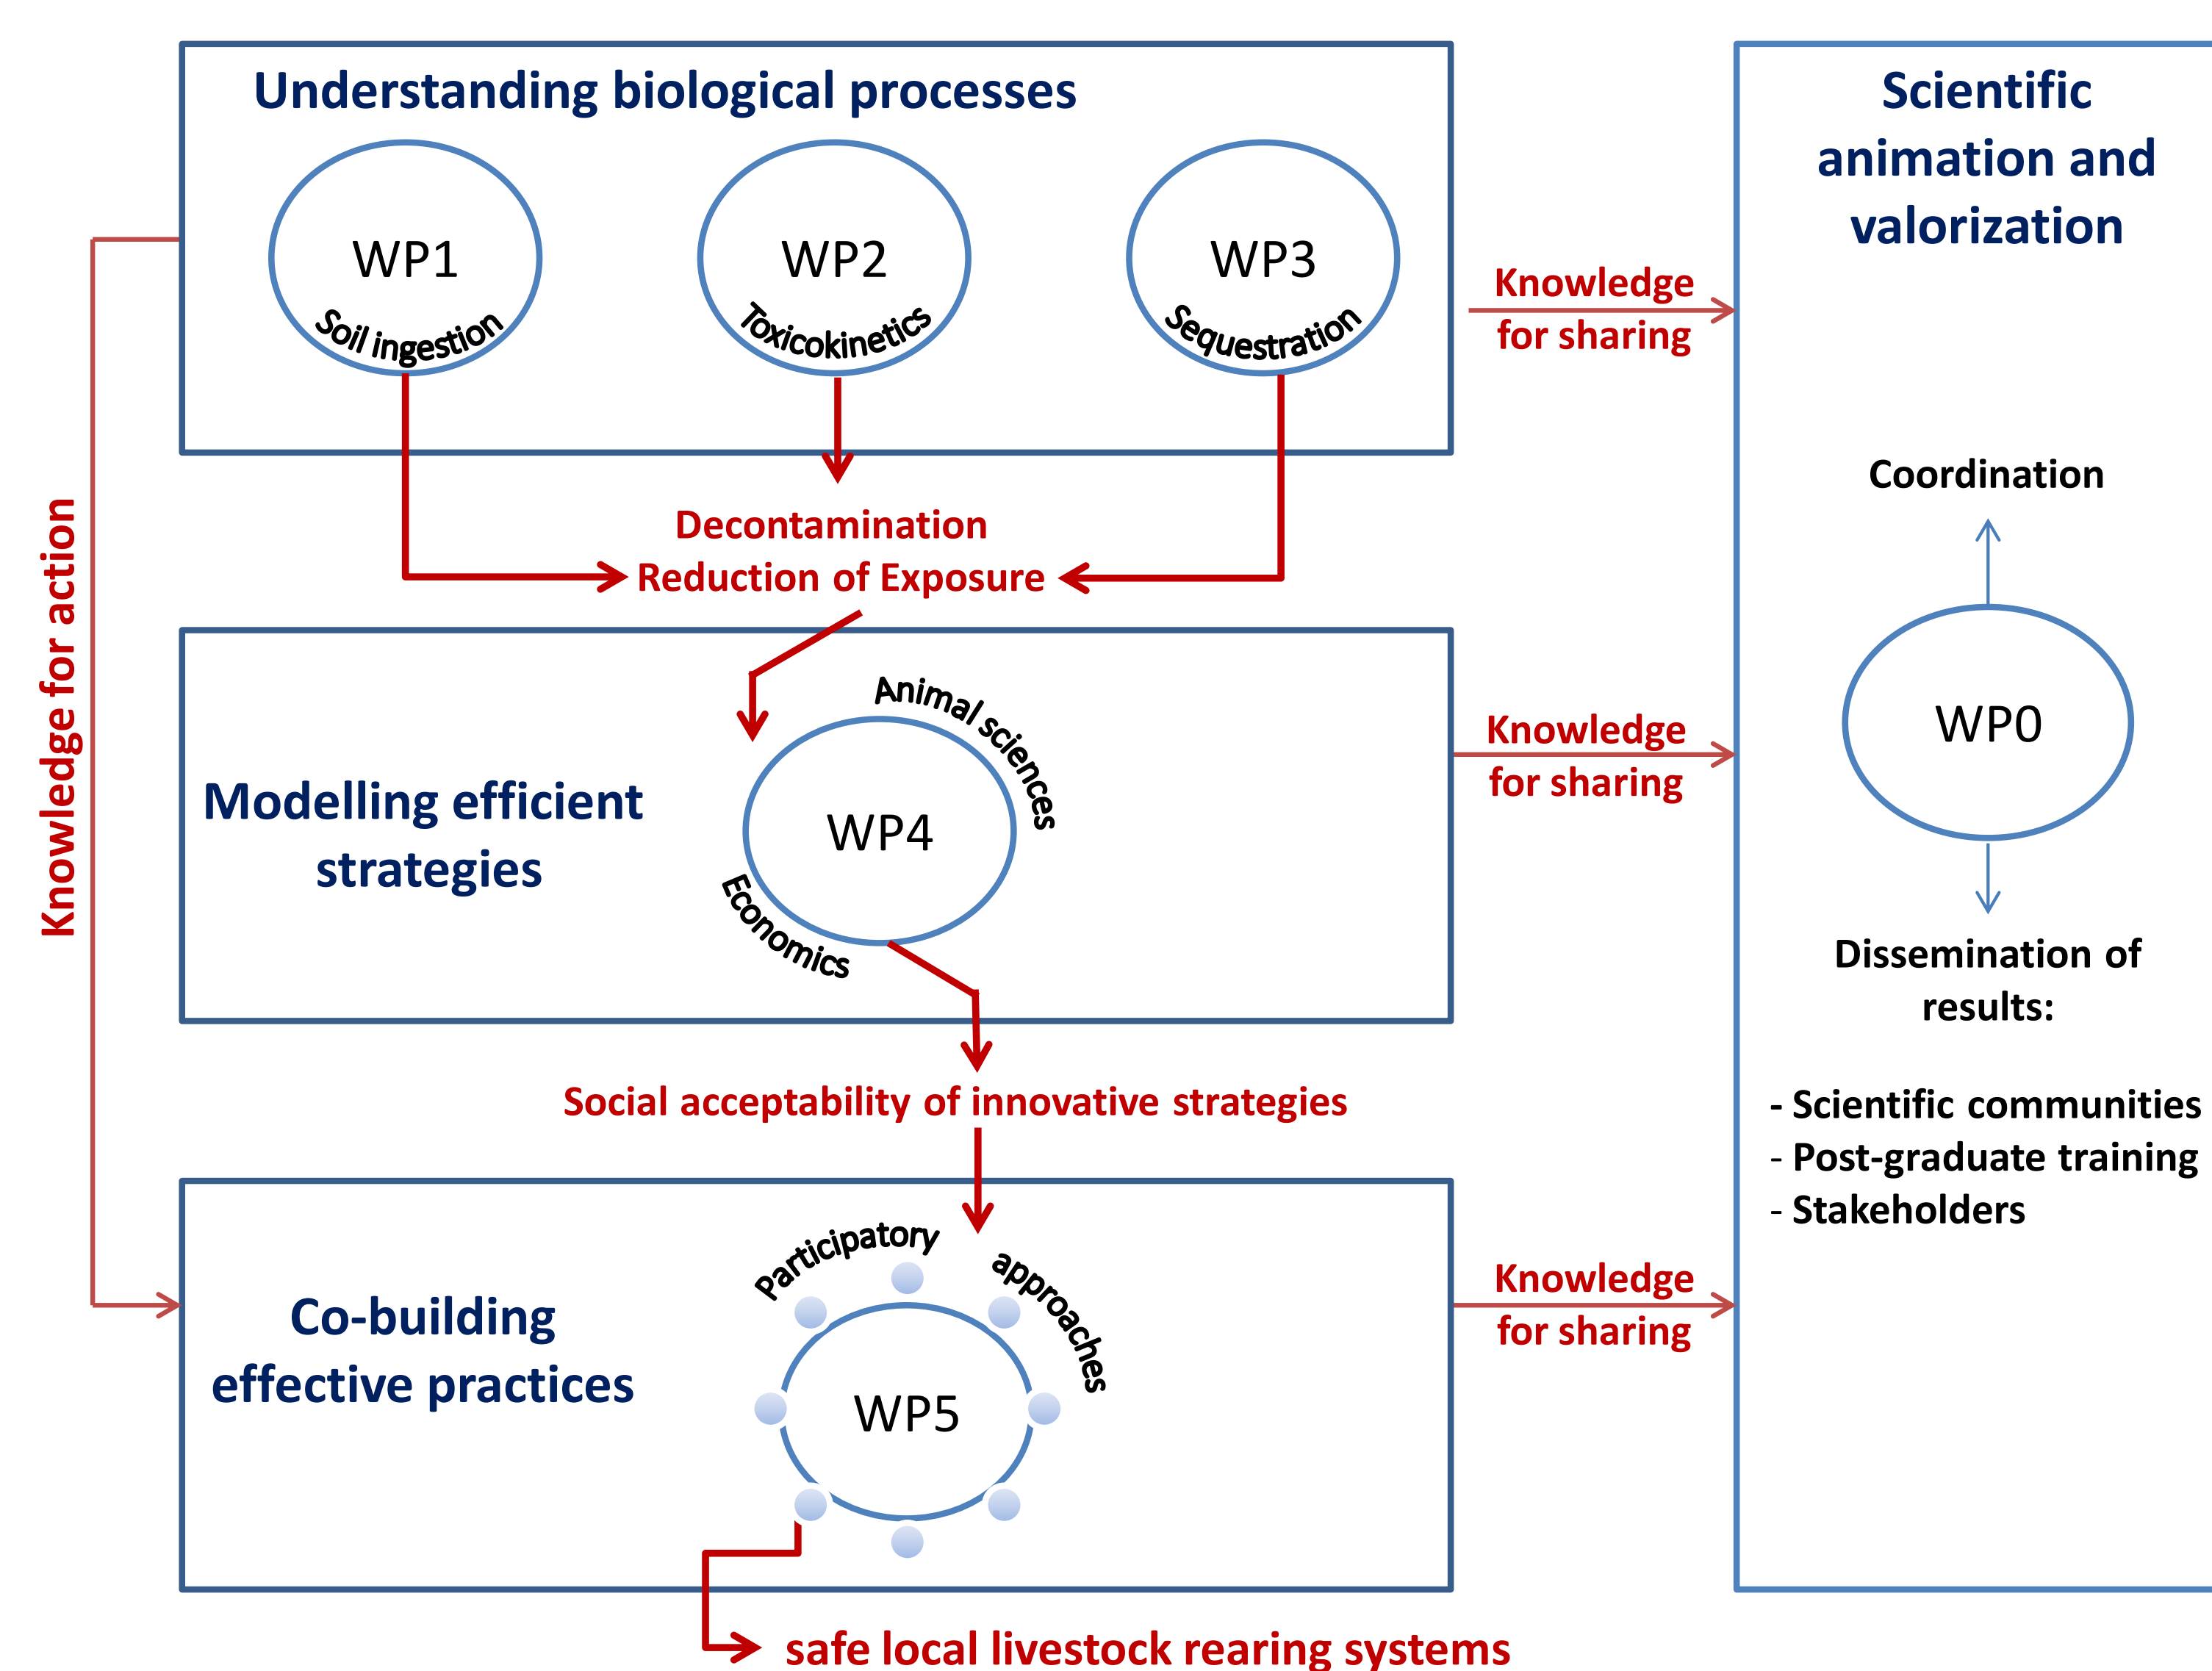 Understanding biological processes
WP1
Soil ingestion
WP2
Toxicokinetics
WP3
Sequestration
Knowledge
for sharing
Scientific
animation and
valorization
Knowledge for action
Decontamination
Reduction of Exposure
Modelling efficient
strategies
Animal sciences
WP4
Economics
Knowledge
for sharing
Coordination
WP0
Dissemination of
results:
- Scientific communities
- Post-graduate training
- Stakeholders
Social acceptability of innovative strategies
Co-building
effective practices
Participatory approaches
WP5
Knowledge
for sharing
safe local livestock rearing systems